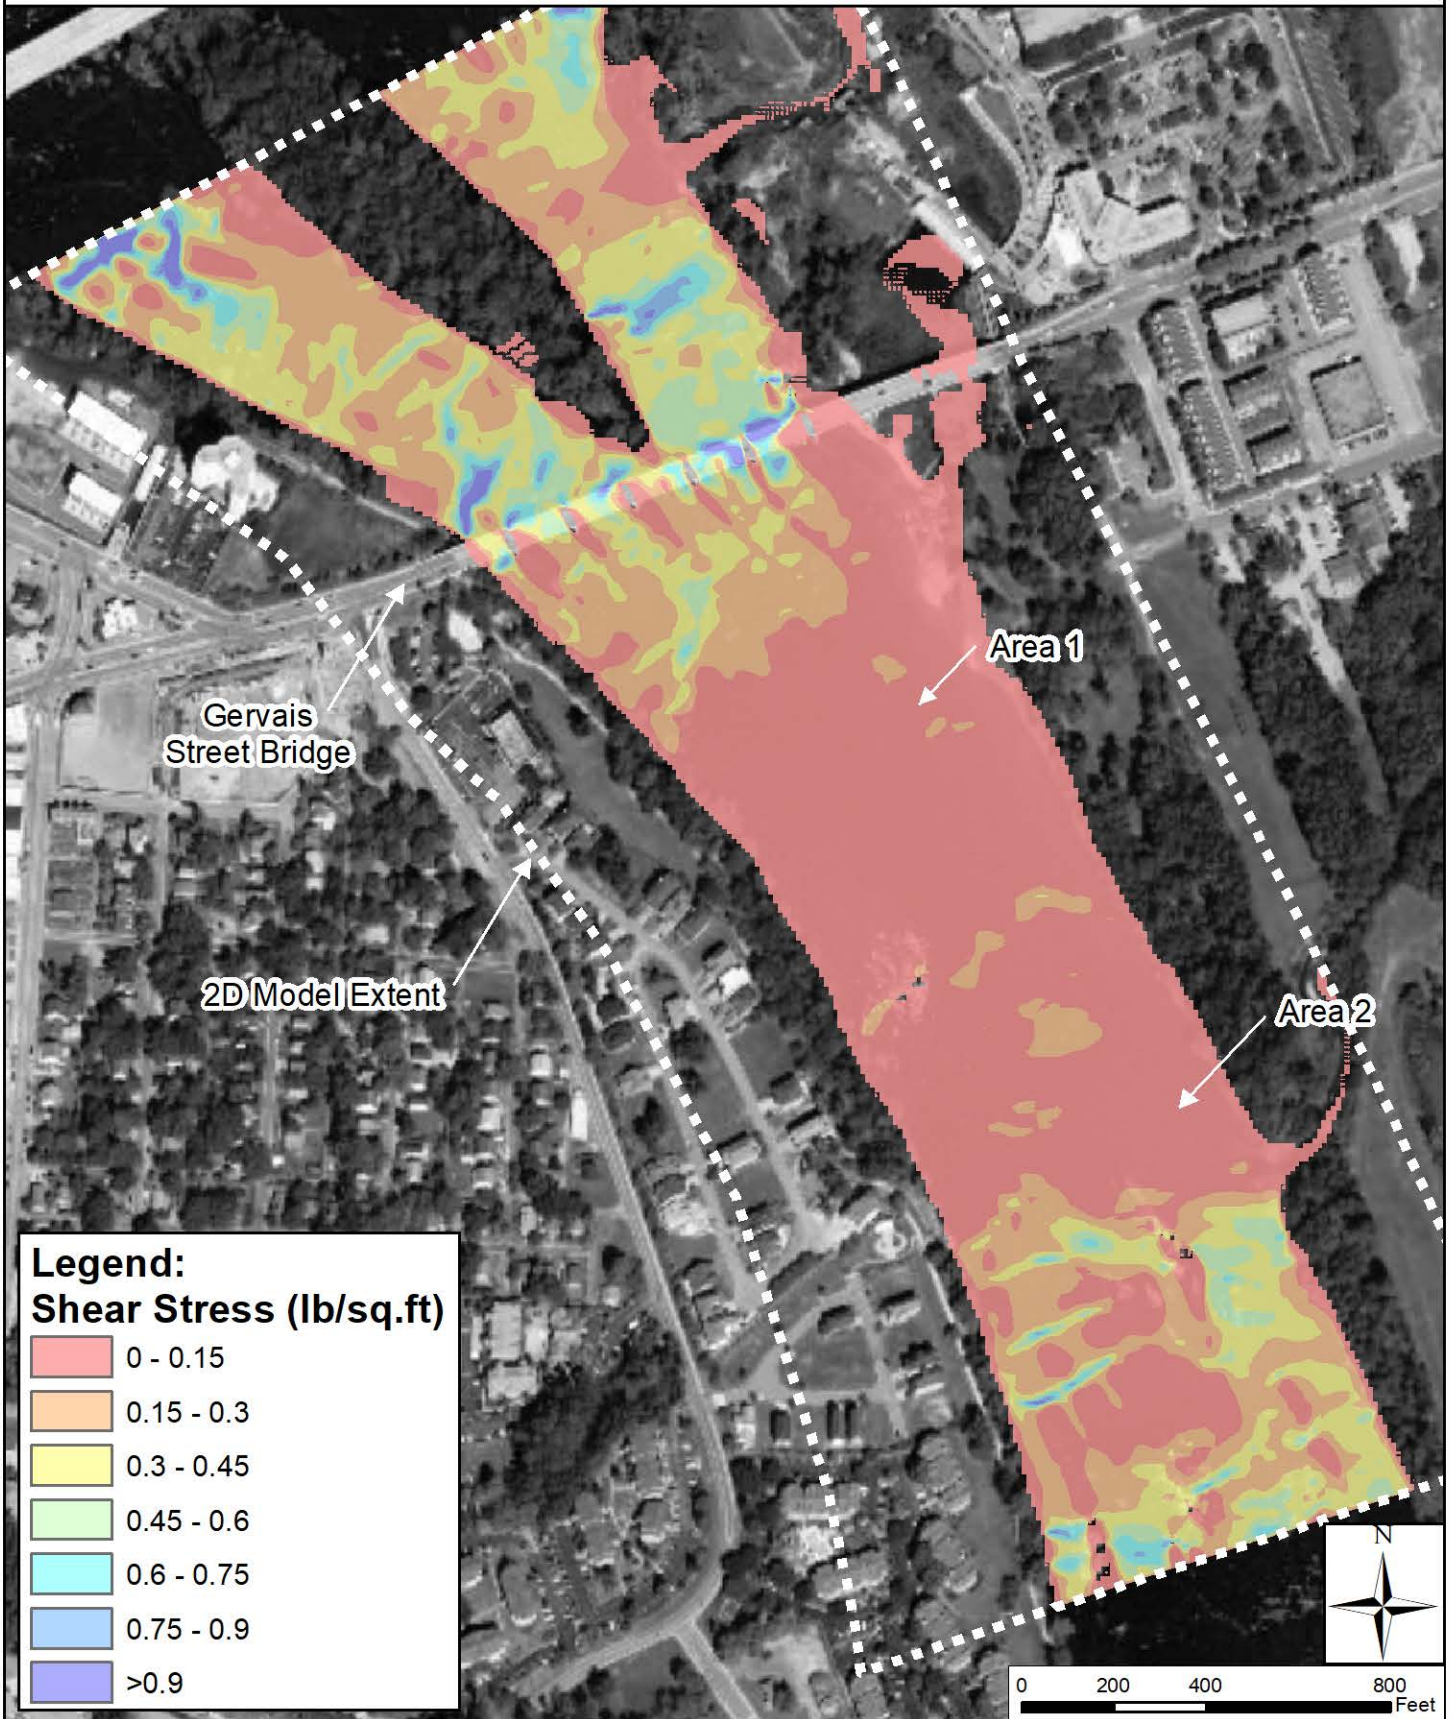 Area 1
Gervais
Street Bridge
2D Model Extent
Area 2
Legend:
Shear Stress (lb/sq.ft)
0 - 0.15
0.15 - 0.3
0.3 - 0.45
0.45 - 0.6
0.6 - 0.75
0.75 - 0.9
>0.9
N
0 200 400 800
Feet